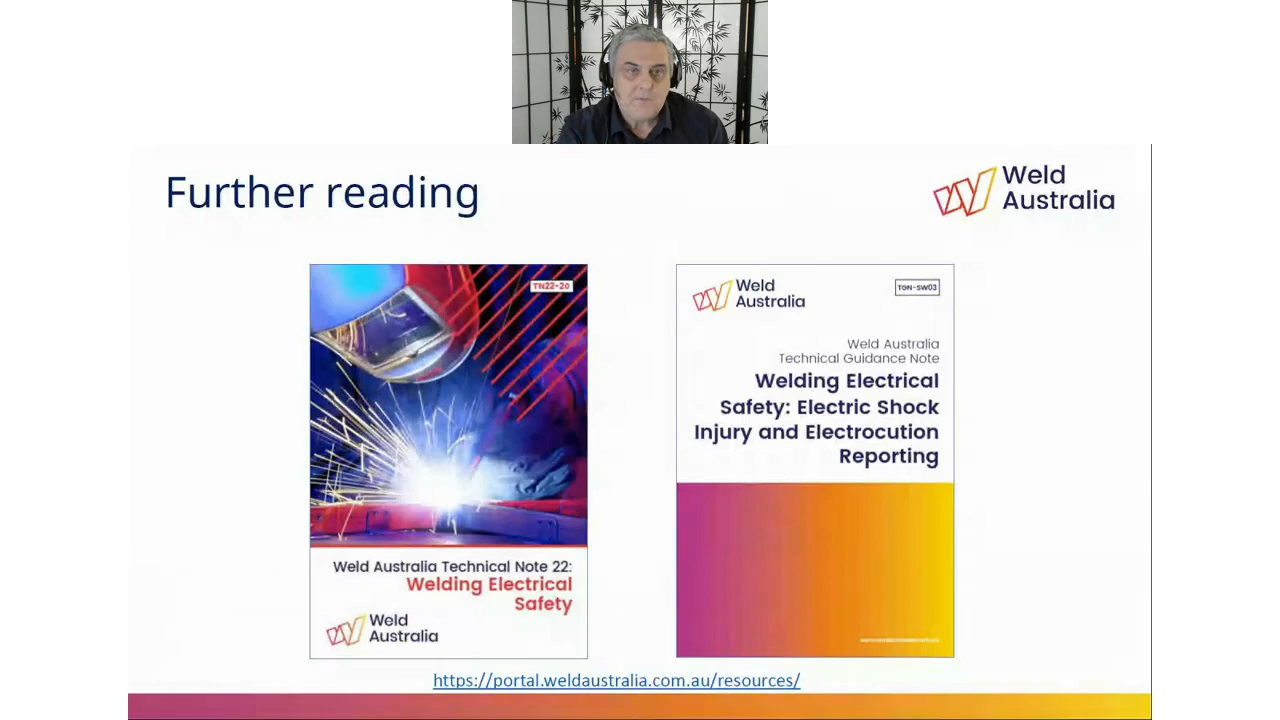 Further reading
Weld
Australia
TN22-20
Weld Australia Technical Note 22:
Welding Electrical
Safety
Weld
Australia
Weld
Australia
TGN-SW03
Weld Australia
Technical Guidance Note
Welding Electrical
Safety: Electric Shock
Injury and Electrocution
Reporting
https://portal.weldaustralia.com.au/resources/